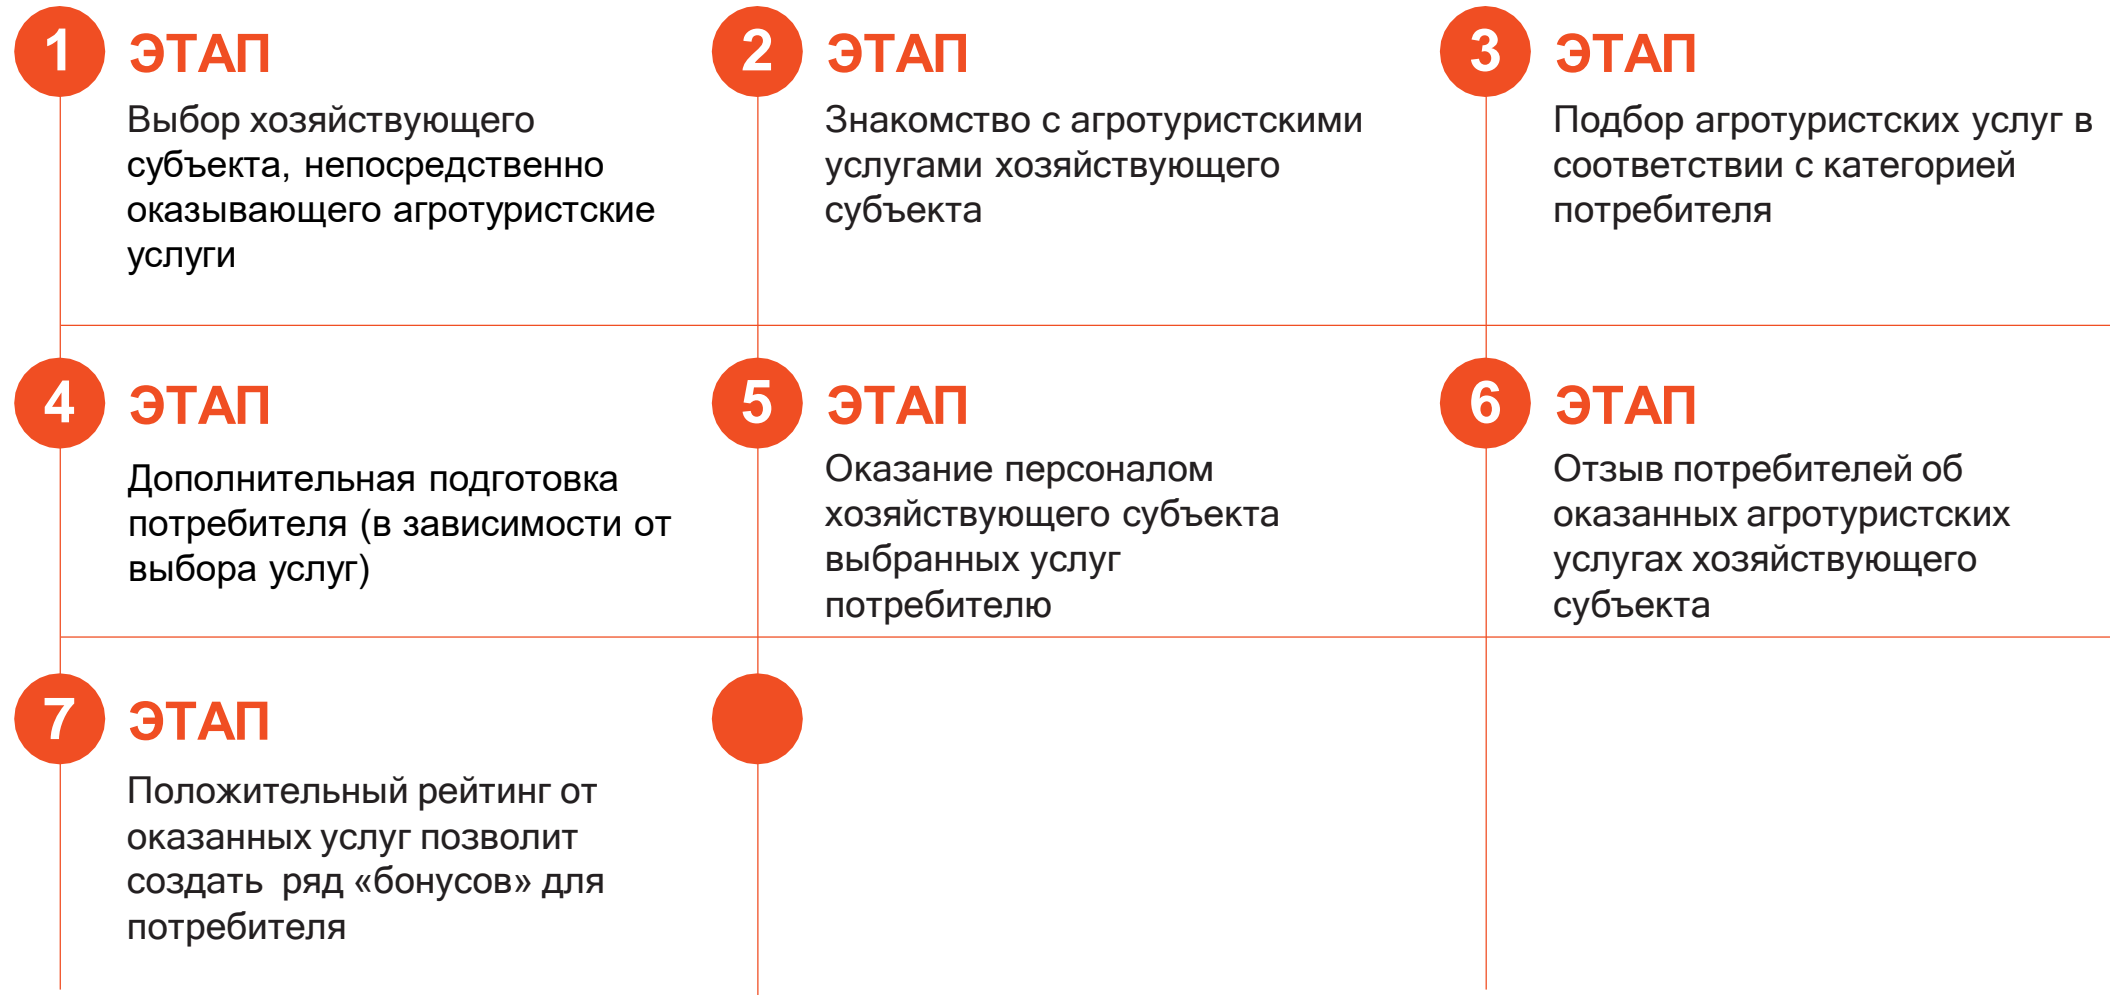 1 ЭТАП
Выбор хозяйствующего
субъекта, непосредственно
оказывающего агротуристские
услуги
2 ЭТАП
Знакомство с агротуристскими
услугами хозяйствующего
субъекта
3 ЭТАП
Подбор агротуристских услуг в
соответствии с категорией
потребителя
4 ЭТАП
Дополнительная подготовка
потребителя (в зависимости от
выбора услуг)
5 ЭТАП
Оказание персоналом
хозяйствующего субъекта
выбранных услуг
потребителю
6 ЭТАП
Отзыв потребителей об
оказанных агротуристских
услугах хозяйствующего
субъекта
7 ЭТАП
Положительный рейтинг от
оказанных услуг позволит
создать ряд «бонусов» для
потребителя